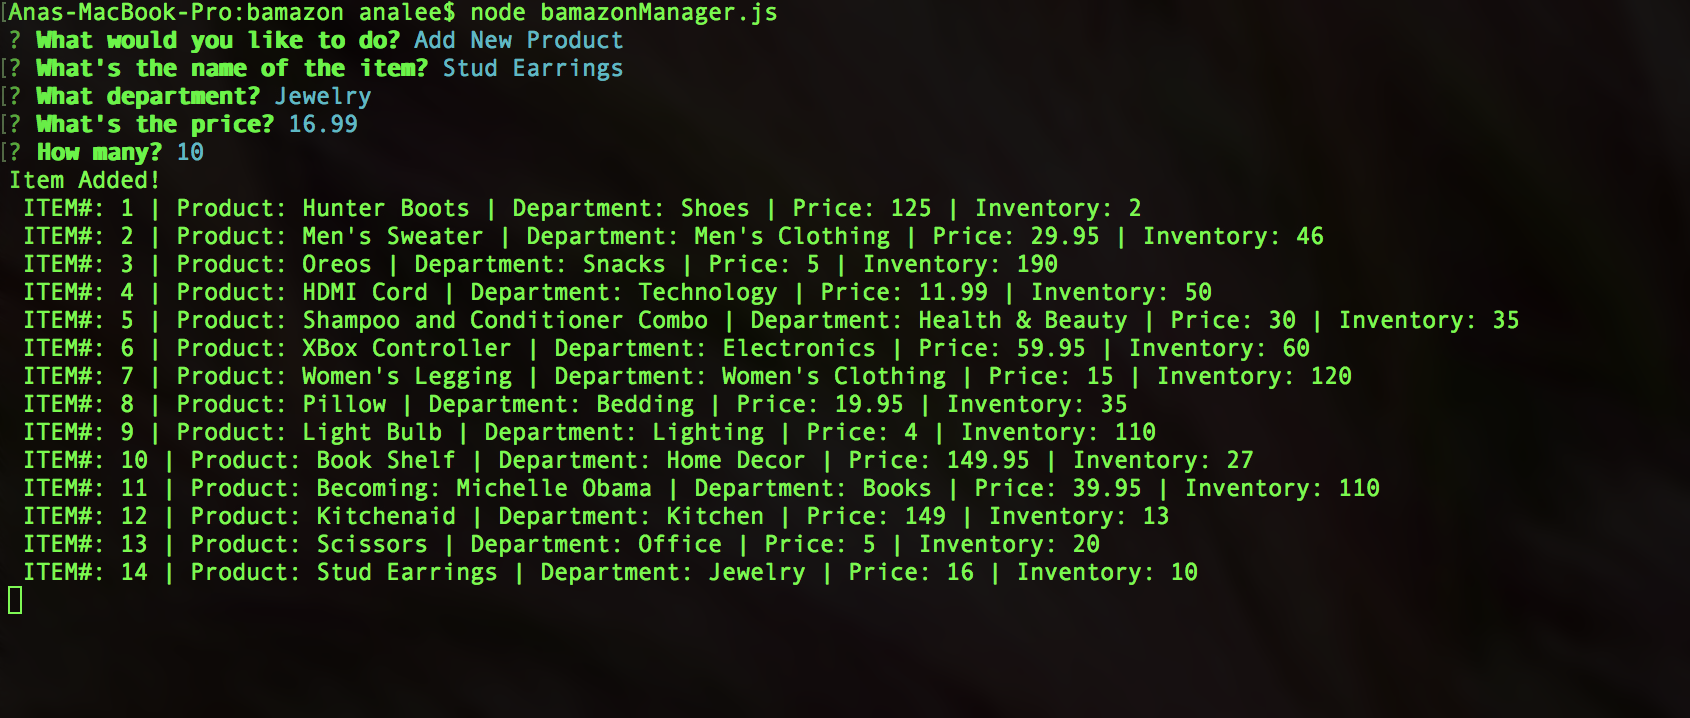 [Anas-MacBook-Pro:bamazon analee$ node bamazonManager.js
? What would you like to do? Add New Product
[? What's the name of the item? Stud Earrings
[? What department? Jewelry
[? What's the price? 16.99
[? How many? 10
Item Added!
ITEM#: 1 | Product: Hunter Boots | Department: Shoes | Price: 125 | Inventory: 2
ITEM#: 2 | Product: Men's Sweater | Department: Men's Clothing | Price: 29.95 | Inventory: 46
ITEM#: 3 | Product: Oreos | Department: Snacks | Price: 5 | Inventory: 190
ITEM#: 4 | Product: HDMI Cord | Department: Technology | Price: 11.99 | Inventory: 50
ITEM#: 5 | Product: Shampoo and Conditioner Combo | Department: Health & Beauty | Price: 30 | Inventory: 35
ITEM#: 6 | Product: XBox Controller | Department: Electronics | Price: 59.95 | Inventory: 60
ITEM#: 7 | Product: Women's Legging | Department: Women's Clothing | Price: 15 | Inventory: 120
ITEM#: 8 | Product: Pillow | Department: Bedding | Price: 19.95 | Inventory: 35
ITEM#: 9 | Product: Light Bulb | Department: Lighting | Price: 4 | Inventory: 110
ITEM#: 10 | Product: Book Shelf | Department: Home Decor | Price: 149.95 | Inventory: 27
ITEM#: 11 | Product: Becoming: Michelle Obama | Department: Books | Price: 39.95 | Inventory: 110
ITEM#: 12 | Product: Kitchenaid | Department: Kitchen | Price: 149 | Inventory: 13
ITEM#: 13 | Product: Scissors | Department: Office | Price: 5 | Inventory: 20
ITEM#: 14 | Product: Stud Earrings | Department: Jewelry | Price: 16 | Inventory: 10